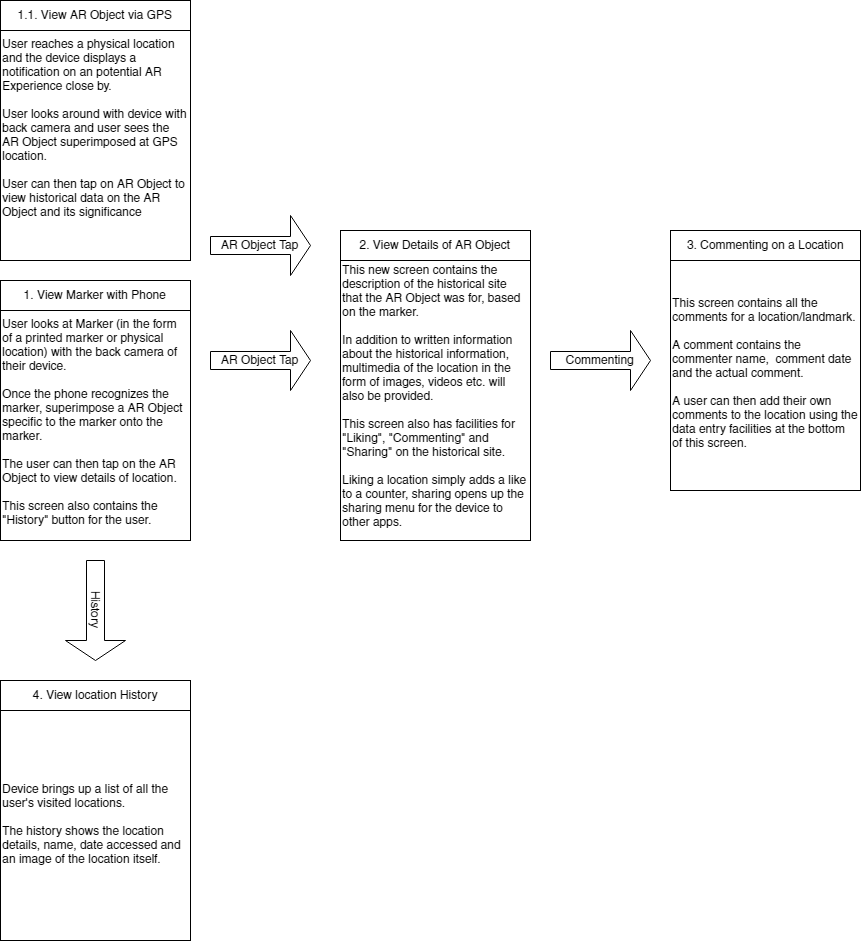 1.1. View AR Object via GPS
User reaches a physical location
and the device displays a
notification on an potential AR
Experience close by.
User looks around with device with
back camera and user sees the
AR Object superimposed at GPS
location.
User can then tap on AR Object to
view historical data on the AR
Object and its significance
AR Object Tap
1. View Marker with Phone
User looks at Marker (in the form
of a printed marker or physical
location) with the back camera of
their device.
Once the phone recognizes the
marker, superimpose a AR Object
specific to the marker onto the
marker.
The user can then tap on the AR
Object to view details of location.
This screen also contains the
"History" button for the user.
AR Object Tap
2. View Details of AR Object
This new screen contains the
description of the historical site
that the AR Object was for, based
on the marker.
In addition to written information
about the historical information,
multimedia of the location in the
form of images, videos etc. will
also be provided.
This screen also has facilities for
"Liking", "Commenting" and
"Sharing" on the historical site.
Liking a location simply adds a like
to a counter, sharing opens up the
sharing menu for the device to
other apps.
Commenting
3. Commenting on a Location
This screen contains all the
comments for a location/landmark.
A comment contains the
commenter name,  comment date
and the actual comment.
A user can then add their own
comments to the location using the
data entry facilities at the bottom
of this screen.
History
4. View location History
Device brings up a list of all the
user's visited locations.
The history shows the location
details, name, date accessed and
an image of the location itself.